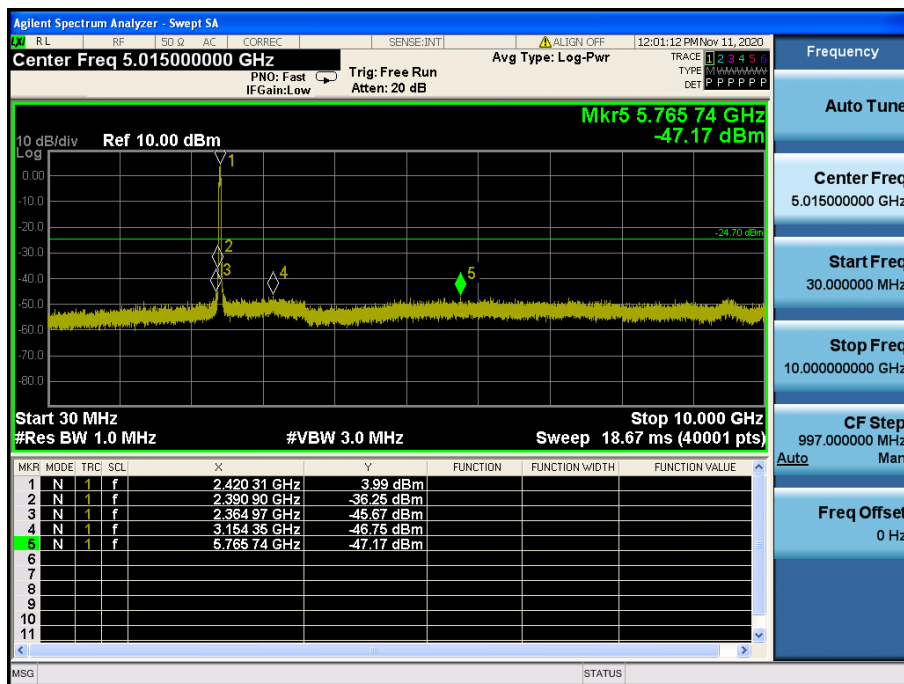 Agilent Spectrum Analyzer - Swept SA
LXI RL RF 50 Ω AC CORREC SENSE:INT ALIGN OFF 12:01:12 PM Nov 11, 2020
Center Freq 5.015000000 GHz
PNO: Fast
IFGain:Low
Trig: Free Run
Atten: 20 dB
Avg Type: Log-Pwr
TRACE 1 2 3 4 5 6
TYPE M WWWWW
DET P P P P P P
Mkr5 5.765 74 GHz
-47.17 dBm
10 dB/div Ref 10.00 dBm
Log
0.00
-10.0
-20.0
-30.0
-40.0
-50.0
-60.0
-70.0
-80.0
1
2
3
4
5
-24.70 dBm
Start 30 MHz Stop 10.000 GHz
#Res BW 1.0 MHz #VBW 3.0 MHz Sweep 18.67 ms (40001 pts)
MKR MODE TRC SCL X Y FUNCTION FUNCTION WIDTH FUNCTION VALUE
1 N 1 f 2.420 31 GHz 3.99 dBm
2 N 1 f 2.390 90 GHz -36.25 dBm
3 N 1 f 2.364 97 GHz -45.67 dBm
4 N 1 f 3.154 35 GHz -46.75 dBm
5 N 1 f 5.765 74 GHz -47.17 dBm
6
7
8
9
10
11
MSG STATUS
Frequency
Auto Tune
Center Freq
5.015000000 GHz
Start Freq
30.000000 MHz
Stop Freq
10.000000000 GHz
CF Step
997.000000 MHz
Auto Man
Freq Offset
0 Hz